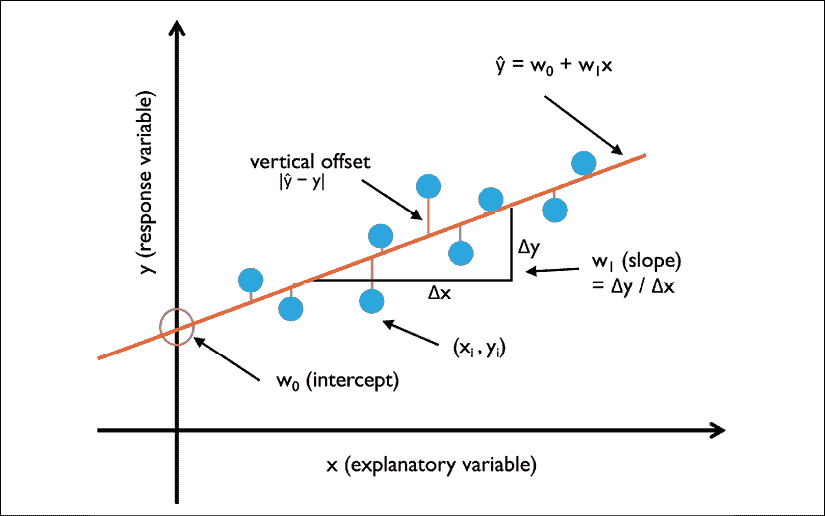 ŷ = w₀ + w₁x
y (response variable)
vertical offset
|ŷ − y|
Δy
Δx
w₁ (slope)
= Δy / Δx
(xᵢ , yᵢ)
w₀ (intercept)
x (explanatory variable)